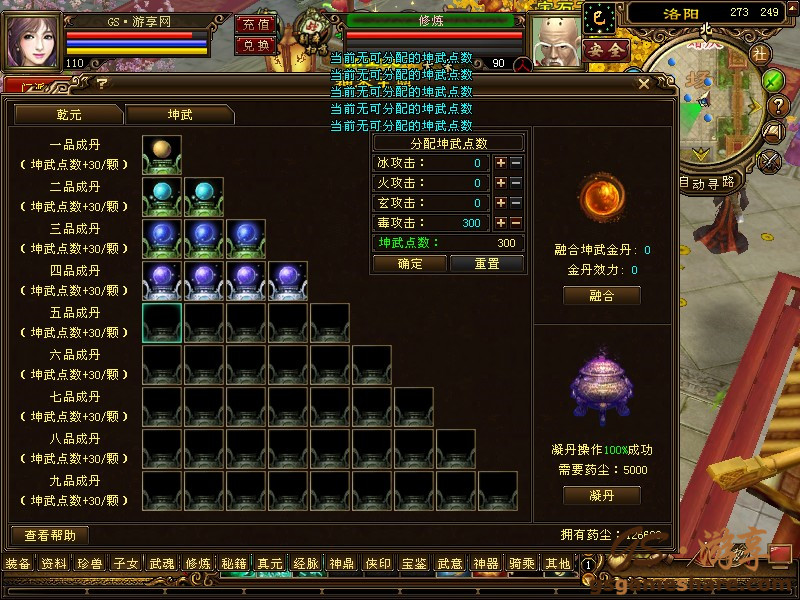 GS·游享网
110
充值
兑换
修炼
90
安全
洛阳
273 249
北
社
自动寻路
当前无可分配的坤武点数
当前无可分配的坤武点数
当前无可分配的坤武点数
当前无可分配的坤武点数
当前无可分配的坤武点数
?
乾元
坤武
一品成丹
(坤武点数+30/颗)
二品成丹
(坤武点数+30/颗)
三品成丹
(坤武点数+30/颗)
四品成丹
(坤武点数+30/颗)
五品成丹
(坤武点数+30/颗)
六品成丹
(坤武点数+30/颗)
七品成丹
(坤武点数+30/颗)
八品成丹
(坤武点数+30/颗)
九品成丹
(坤武点数+30/颗)
分配坤武点数
冰攻击: 0
火攻击: 0
玄攻击: 0
毒攻击: 300
坤武点数: 300
确定 重置
融合坤武金丹: 0
金丹效力: 0
融合
凝丹操作100%成功
需要药尘: 5000
凝丹
查看帮助
拥有药尘:
装备 资料 珍兽 子女 武魂 修炼 秘籍 真元 经脉 神鼎 侠印 宝鉴 武意 神器 骑乘 其他 1